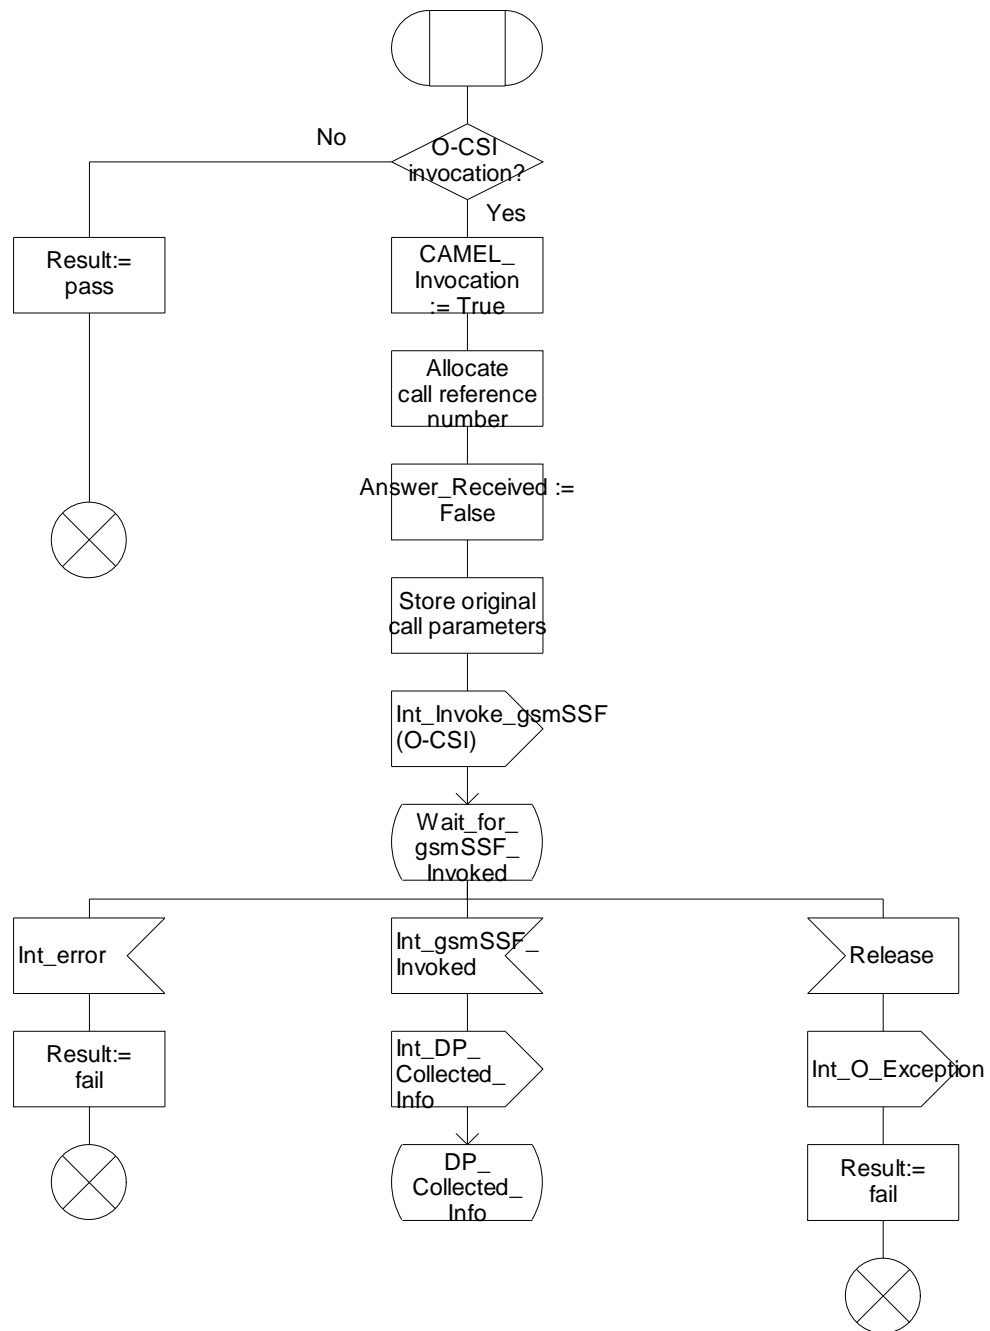 No
O-CSI
invocation?
Yes
Result:=
pass
CAMEL_
Invocation
:= True
Allocate
call reference
number
Answer_Received :=
False
Store original
call parameters
Int_Invoke_gsmSSF
(O-CSI)
Wait_for_
gsmSSF_
Invoked
Int_error
Int_gsmSSF_
Invoked
Release
Result:=
fail
Int_DP_
Collected_
Info
Int_O_Exception
DP_
Collected_
Info
Result:=
fail